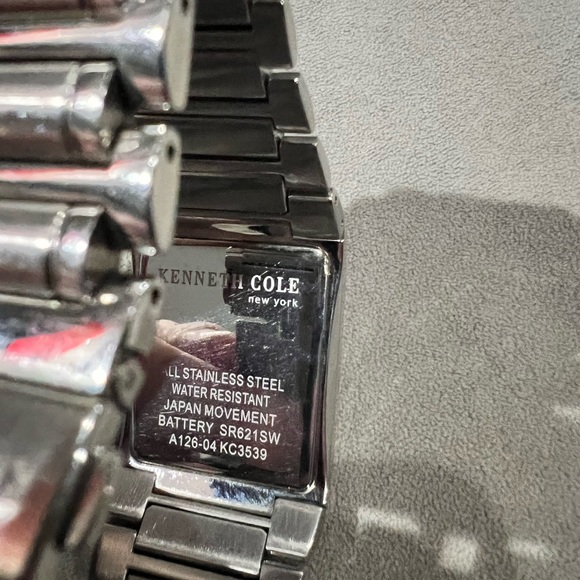 KENNETH COLE
new york
ALL STAINLESS STEEL
WATER RESISTANT
JAPAN MOVEMENT
BATTERY SR621SW
A126-04 KC3539